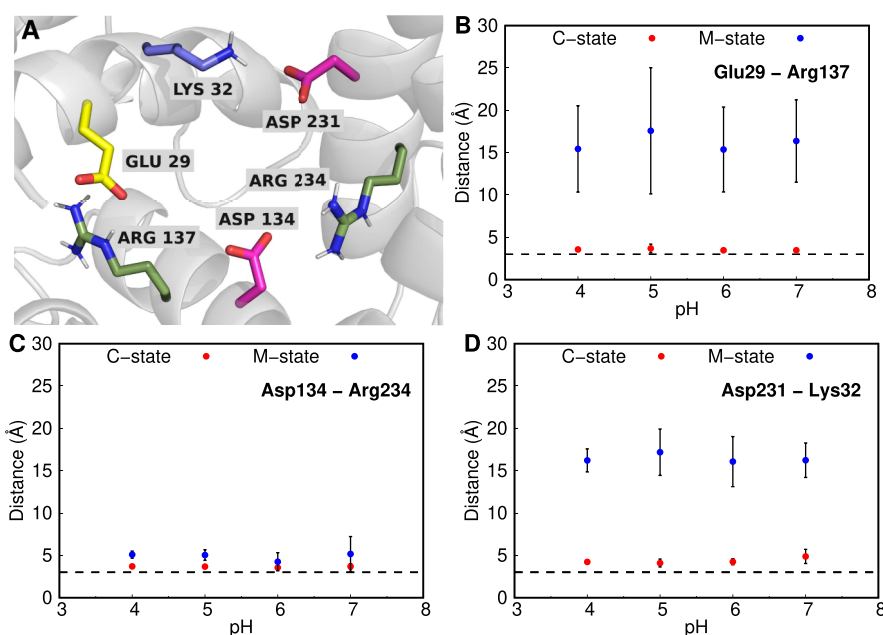 A
LYS 32
ASP 231
GLU 29
ARG 234
ASP 134
ARG 137
B
C−state
M−state
Glu29 − Arg137
Distance (Å)
30
25
20
15
10
5
0
3 4 5 6 7 8
pH
C
C−state
M−state
Asp134 − Arg234
Distance (Å)
30
25
20
15
10
5
0
3 4 5 6 7 8
pH
D
C−state
M−state
Asp231 − Lys32
Distance (Å)
30
25
20
15
10
5
0
3 4 5 6 7 8
pH